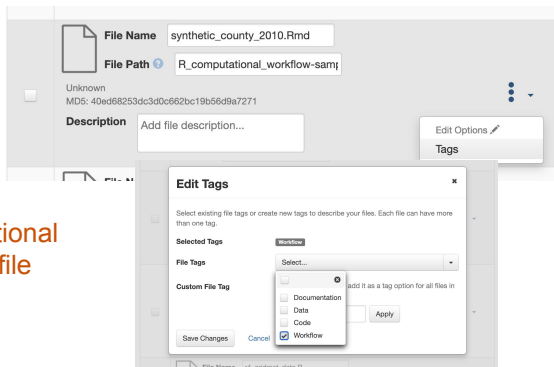 File Name synthetic_county_2010.Rmd
File Path R_computational_workflow-samp
Unknown
MD5: 40ed68253dc3d0c662bc19b56d9a7271
Description Add file description...
Edit Options
Tags
Edit Tags
Select existing file tags or create new tags to describe your files. Each file can have more
than one tag.
Selected Tags Workflow
File Tags Select...
Custom File Tag add it as a tag option for all files in
Documentation
Data
Code
Workflow
Apply
Save Changes Cancel
tional
file
File Name